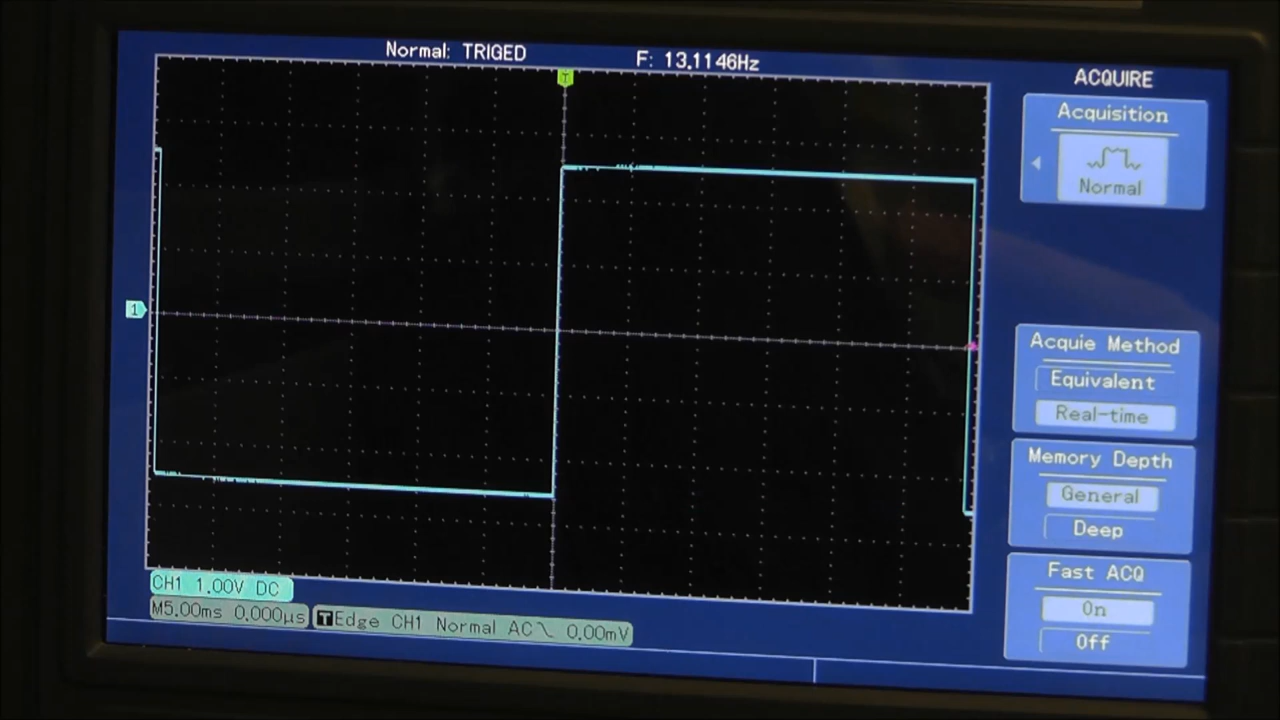 Normal: TRIGED F: 13.1146Hz
T
ACQUIRE
Acquisition
Normal
1
Acquie Method
Equivalent
Real-time
Memory Depth
General
Deep
Fast ACQ
On
Off
CH1 1.00V DC
M5.00ms 0.000µs
T Edge CH1 Normal AC 0.00mV